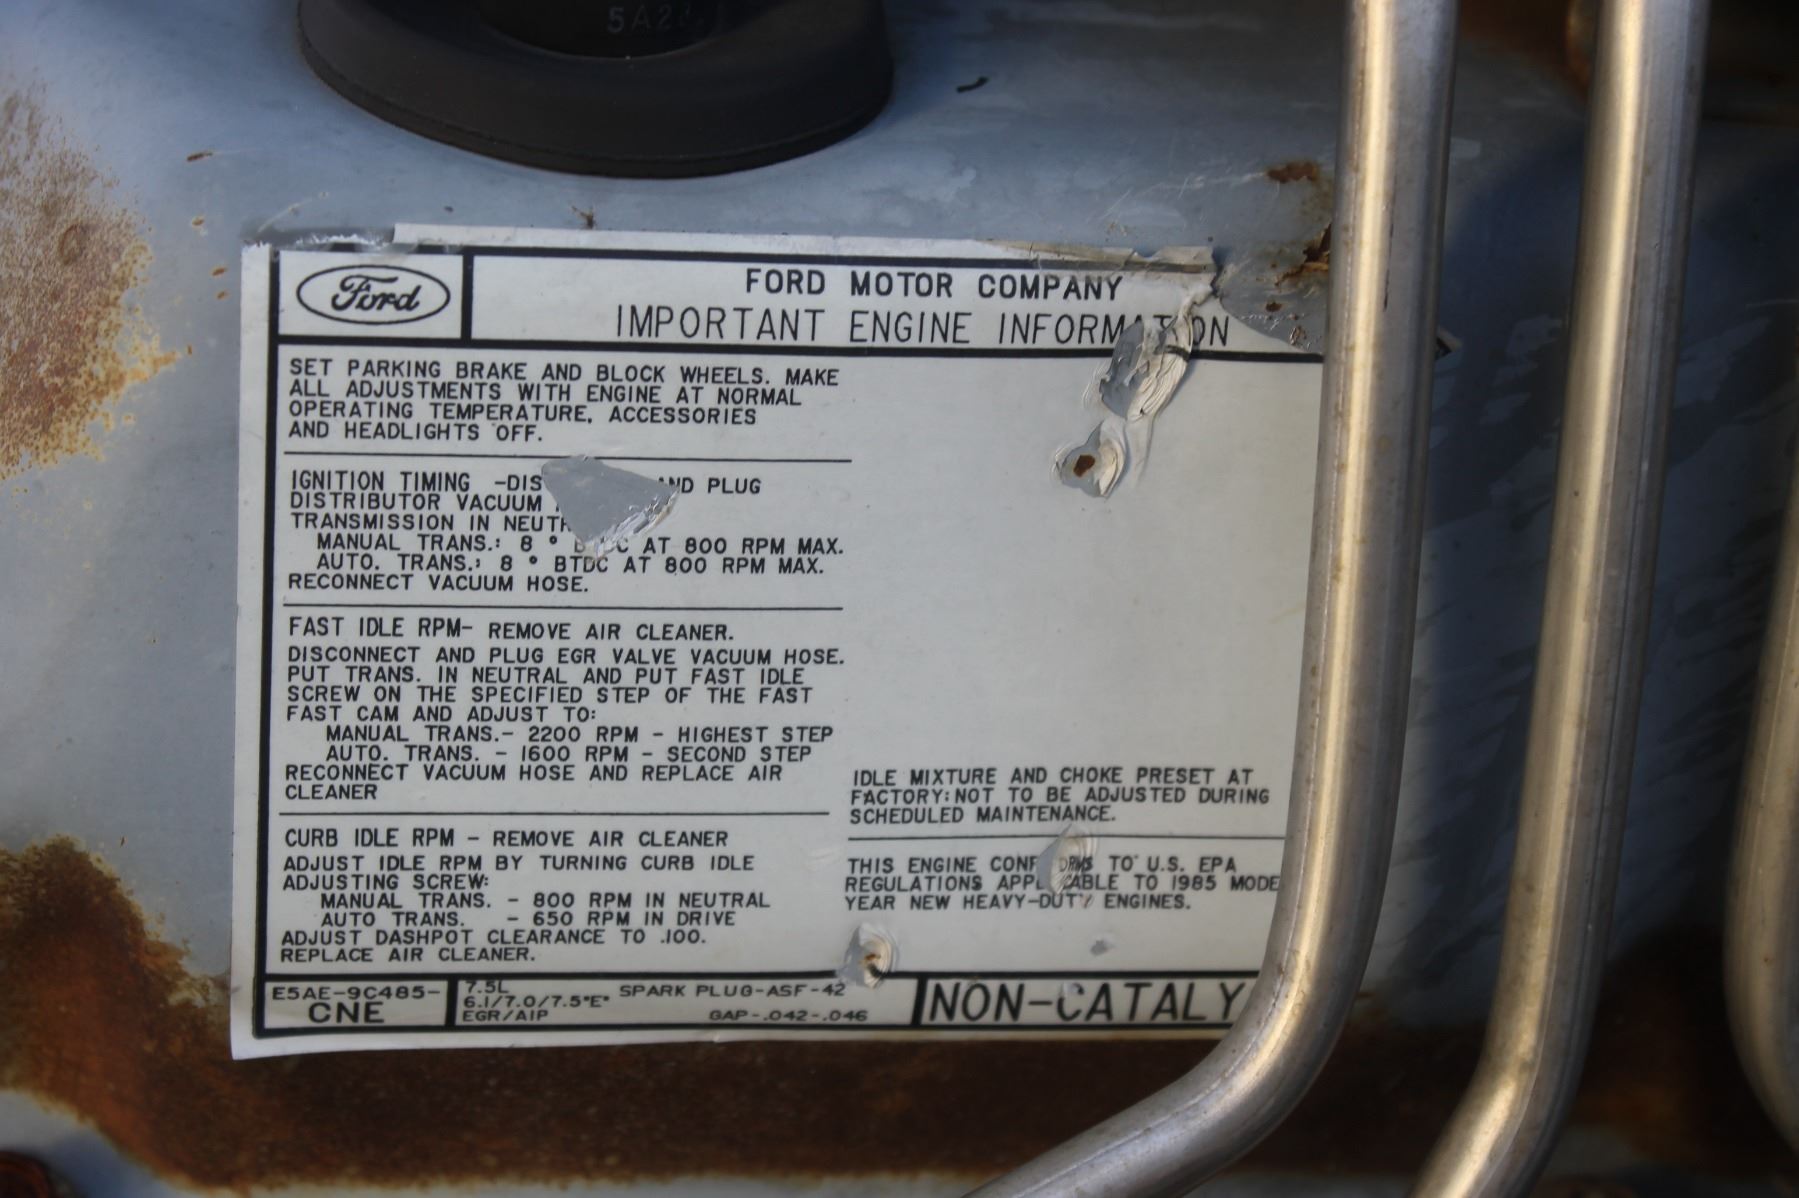 5A2
Ford
FORD MOTOR COMPANY
IMPORTANT ENGINE INFORMATION
SET PARKING BRAKE AND BLOCK WHEELS. MAKE
ALL ADJUSTMENTS WITH ENGINE AT NORMAL
OPERATING TEMPERATURE, ACCESSORIES
AND HEADLIGHTS OFF.
IGNITION TIMING -DIS AND PLUG
DISTRIBUTOR VACUUM
TRANSMISSION IN NEUTR
MANUAL TRANS.: 8 ° BTDC AT 800 RPM MAX.
AUTO. TRANS.: 8 ° BTDC AT 800 RPM MAX.
RECONNECT VACUUM HOSE.
FAST IDLE RPM- REMOVE AIR CLEANER.
DISCONNECT AND PLUG EGR VALVE VACUUM HOSE.
PUT TRANS. IN NEUTRAL AND PUT FAST IDLE
SCREW ON THE SPECIFIED STEP OF THE FAST
FAST CAM AND ADJUST TO:
MANUAL TRANS.- 2200 RPM - HIGHEST STEP
AUTO. TRANS. - 1600 RPM - SECOND STEP
RECONNECT VACUUM HOSE AND REPLACE AIR
CLEANER
CURB IDLE RPM - REMOVE AIR CLEANER
ADJUST IDLE RPM BY TURNING CURB IDLE
ADJUSTING SCREW:
MANUAL TRANS. - 800 RPM IN NEUTRAL
AUTO TRANS. - 650 RPM IN DRIVE
ADJUST DASHPOT CLEARANCE TO .100.
REPLACE AIR CLEANER.
IDLE MIXTURE AND CHOKE PRESET AT
FACTORY: NOT TO BE ADJUSTED DURING
SCHEDULED MAINTENANCE.
THIS ENGINE CONFORMS TO U.S. EPA
REGULATIONS APPLICABLE TO 1985 MODE
YEAR NEW HEAVY-DUTY ENGINES.
E5AE-9C485-
CNE
7.5L
6.1/7.0/7.5"E" SPARK PLUG-ASF-42
EGR/AIP GAP-.042-.046
NON-CATALY